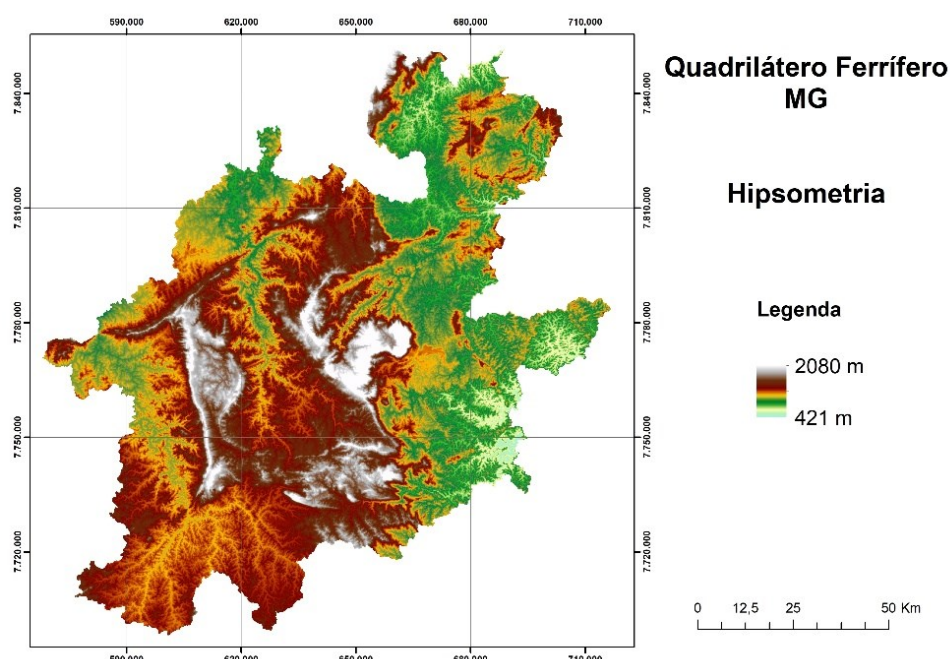 590.000 620.000 650.000 680.000 710.000
7.840.000 7.840.000
7.810.000 7.810.000
7.780.000 7.780.000
7.750.000 7.750.000
7.720.000 7.720.000
590.000 620.000 650.000 680.000 710.000
Quadrilátero Ferrífero
MG
Hipsometria
Legenda
2080 m
421 m
0 12,5 25 50 Km